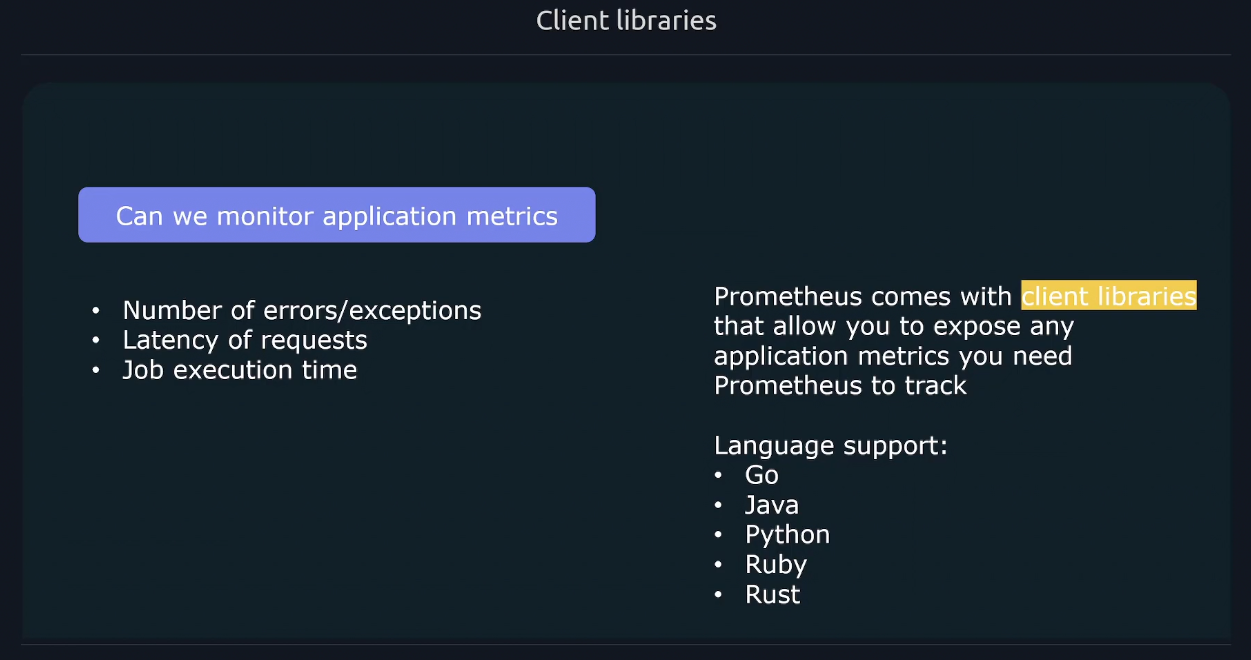 Client libraries
Can we monitor application metrics
• Number of errors/exceptions
• Latency of requests
• Job execution time
Prometheus comes with client libraries
that allow you to expose any
application metrics you need
Prometheus to track
Language support:
• Go
• Java
• Python
• Ruby
• Rust